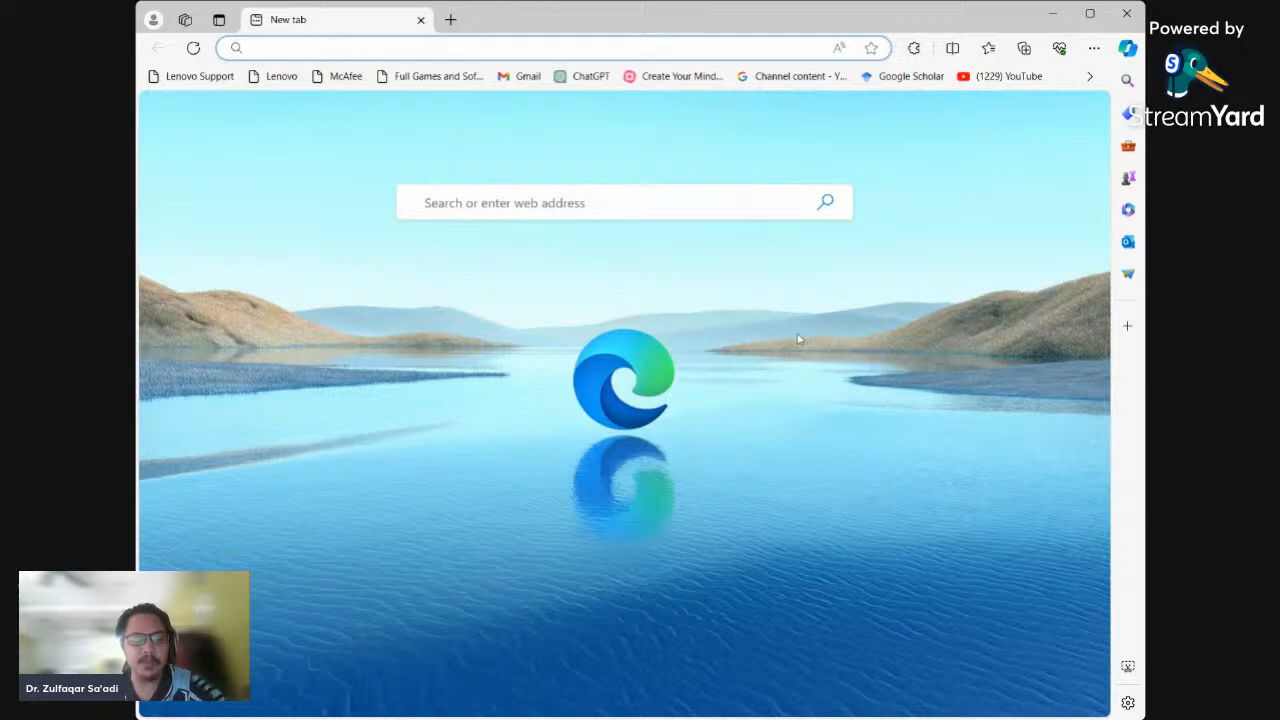 New tab
Powered by
StreamYard
Lenovo Support
Lenovo
McAfee
Full Games and Sof...
Gmail
ChatGPT
Create Your Mind...
Channel content - Y...
Google Scholar
(1229) YouTube
Search or enter web address
Dr. Zulfaqar Sa'adi